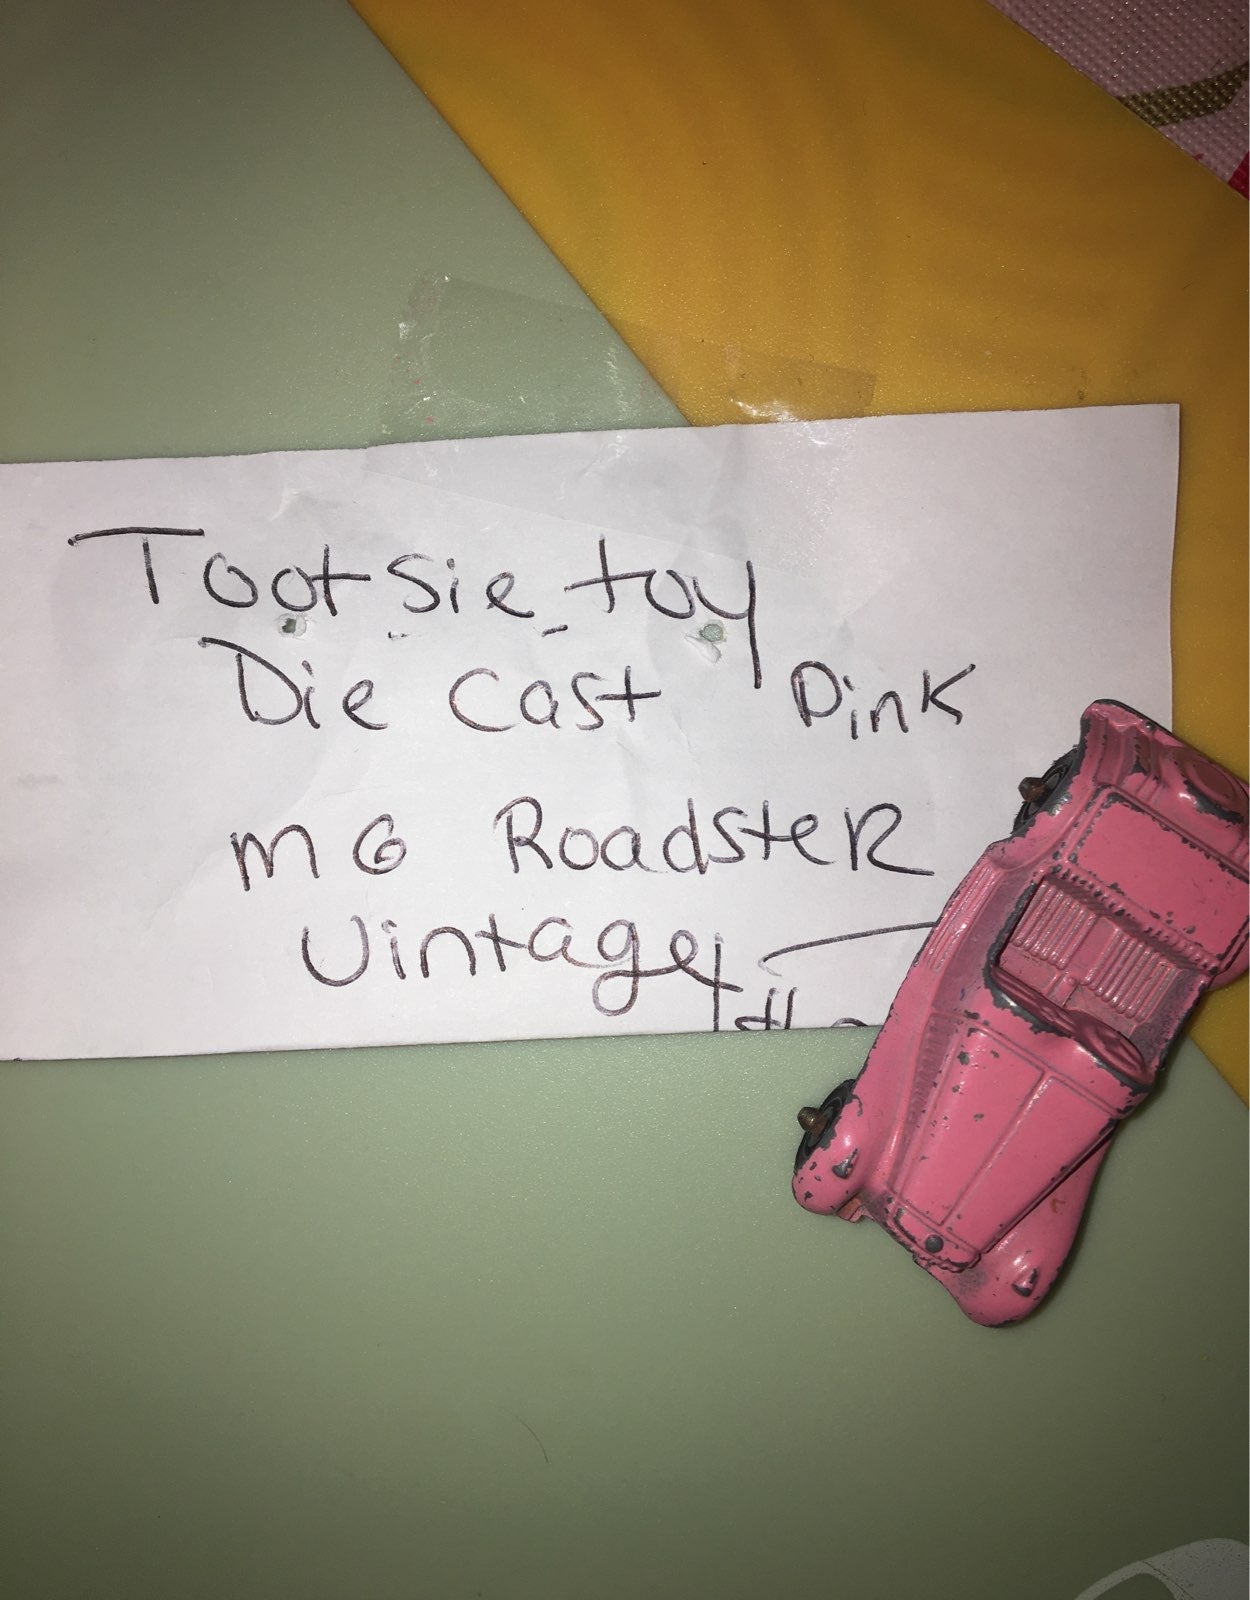 Tootsie toy
Die Cast Pink
MG Roadster
Vintage